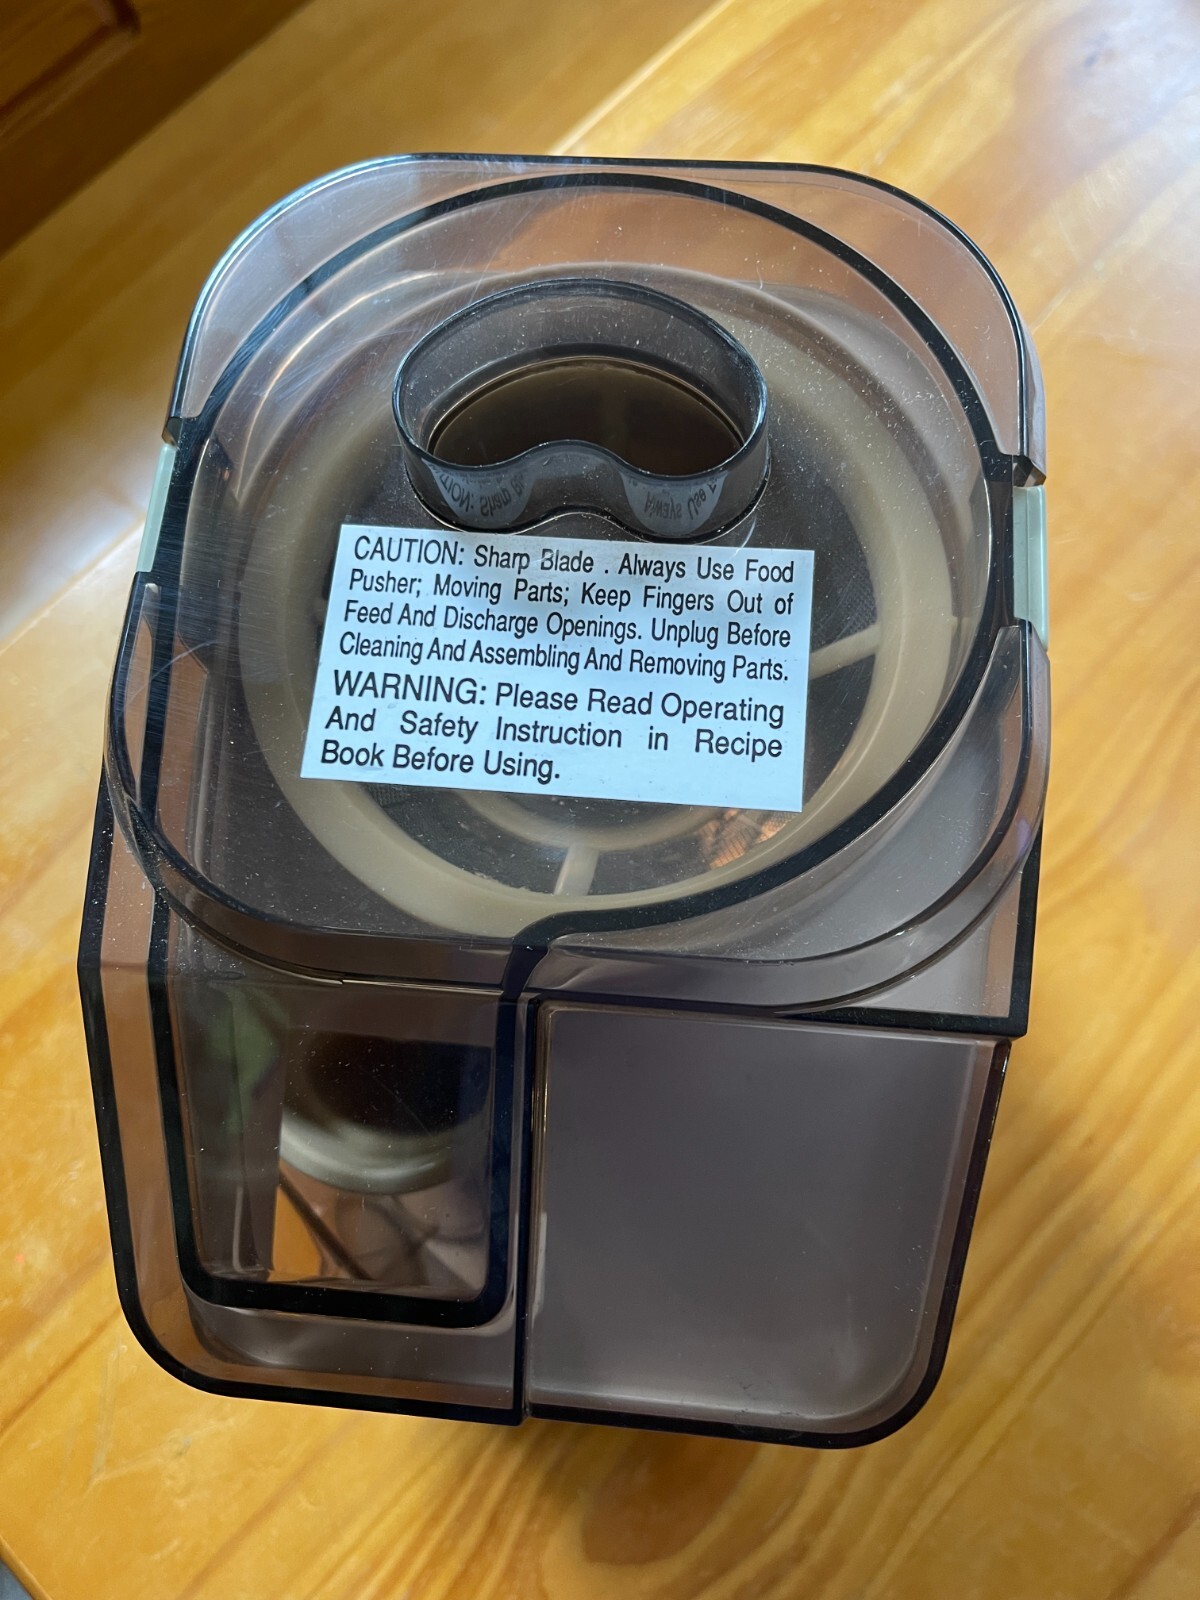 CAUTION: Sharp Blade . Always Use Food
Pusher; Moving Parts; Keep Fingers Out of
Feed And Discharge Openings. Unplug Before
Cleaning And Assembling And Removing Parts.
WARNING: Please Read Operating
And Safety Instruction in Recipe
Book Before Using.